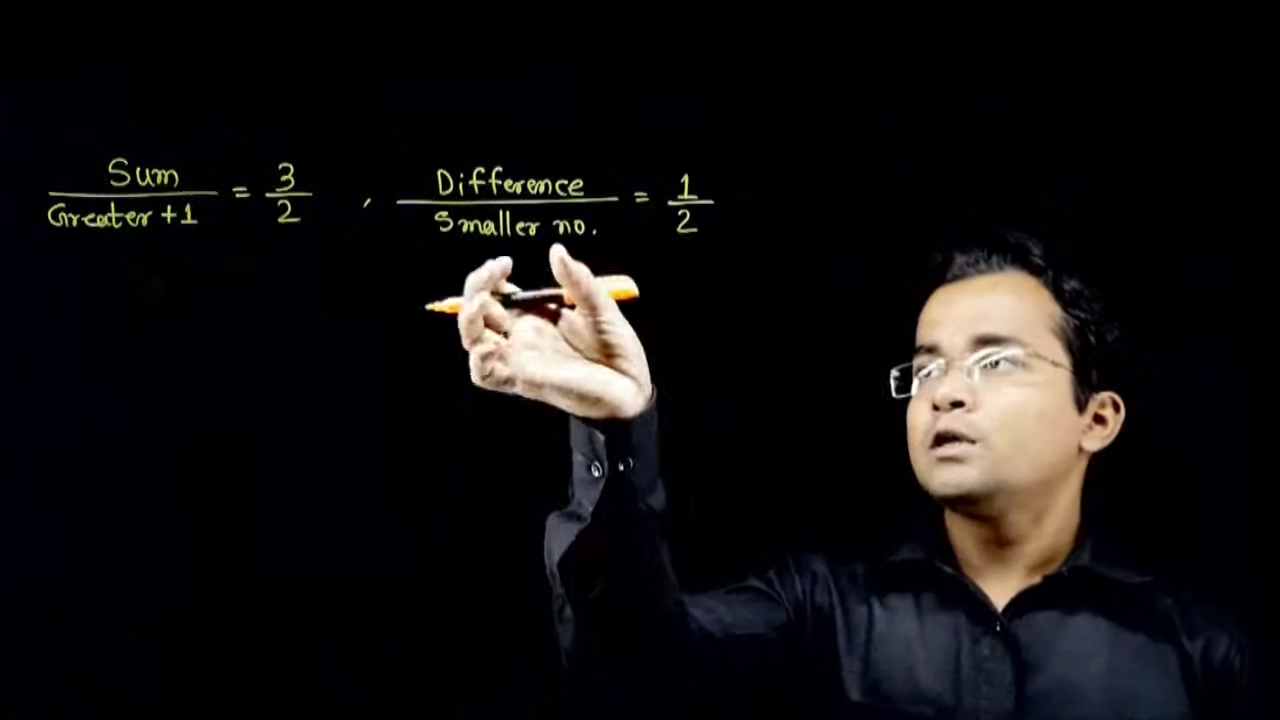 Sum / Greater +1 = 3/2 , Difference / Smaller no. = 1/2